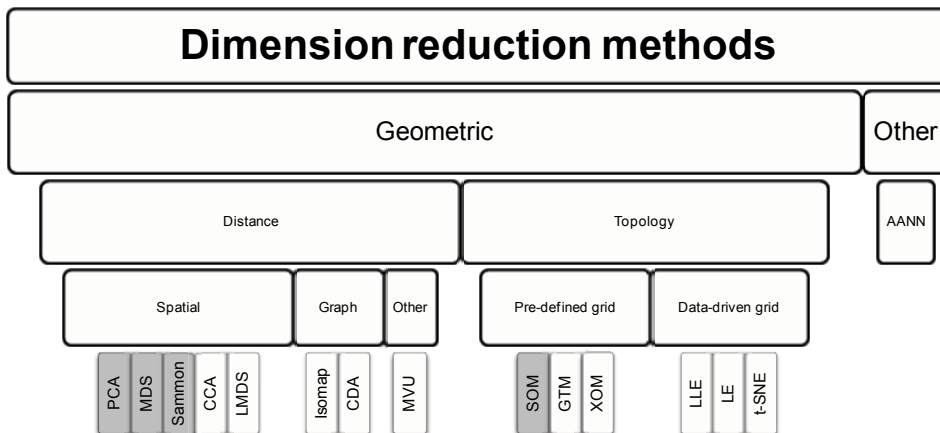 Dimension reduction methods
Geometric
Other
Distance
Topology
AANN
Spatial
Graph
Other
Pre-defined grid
Data-driven grid
PCA
MDS
Sammon
CCA
LMDS
Isomap
CDA
MVU
SOM
GTM
XOM
LLE
LE
t-SNE